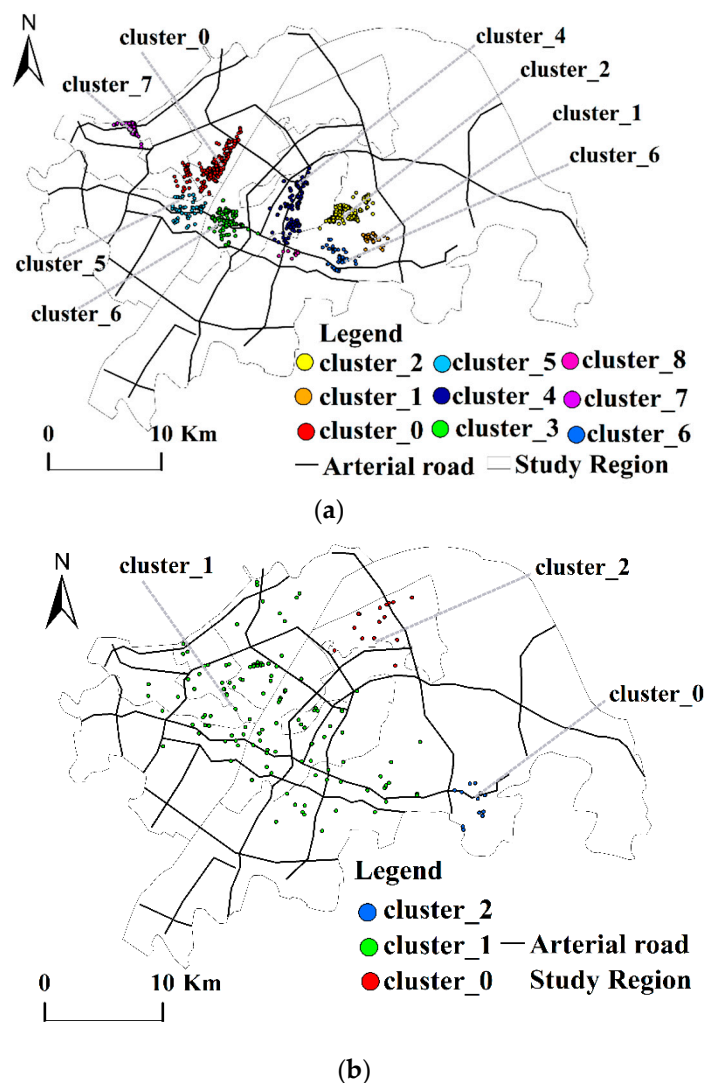 N
cluster_0
cluster_4
cluster_7
cluster_2
cluster_1
cluster_6
cluster_5
cluster_6
Legend
cluster_2 cluster_5 cluster_8
cluster_1 cluster_4 cluster_7
cluster_0 cluster_3 cluster_6
0 10 Km
Arterial road Study Region
(a)
N
cluster_1
cluster_2
cluster_0
Legend
cluster_2
cluster_1 Arterial road
cluster_0 Study Region
0 10 Km
(b)